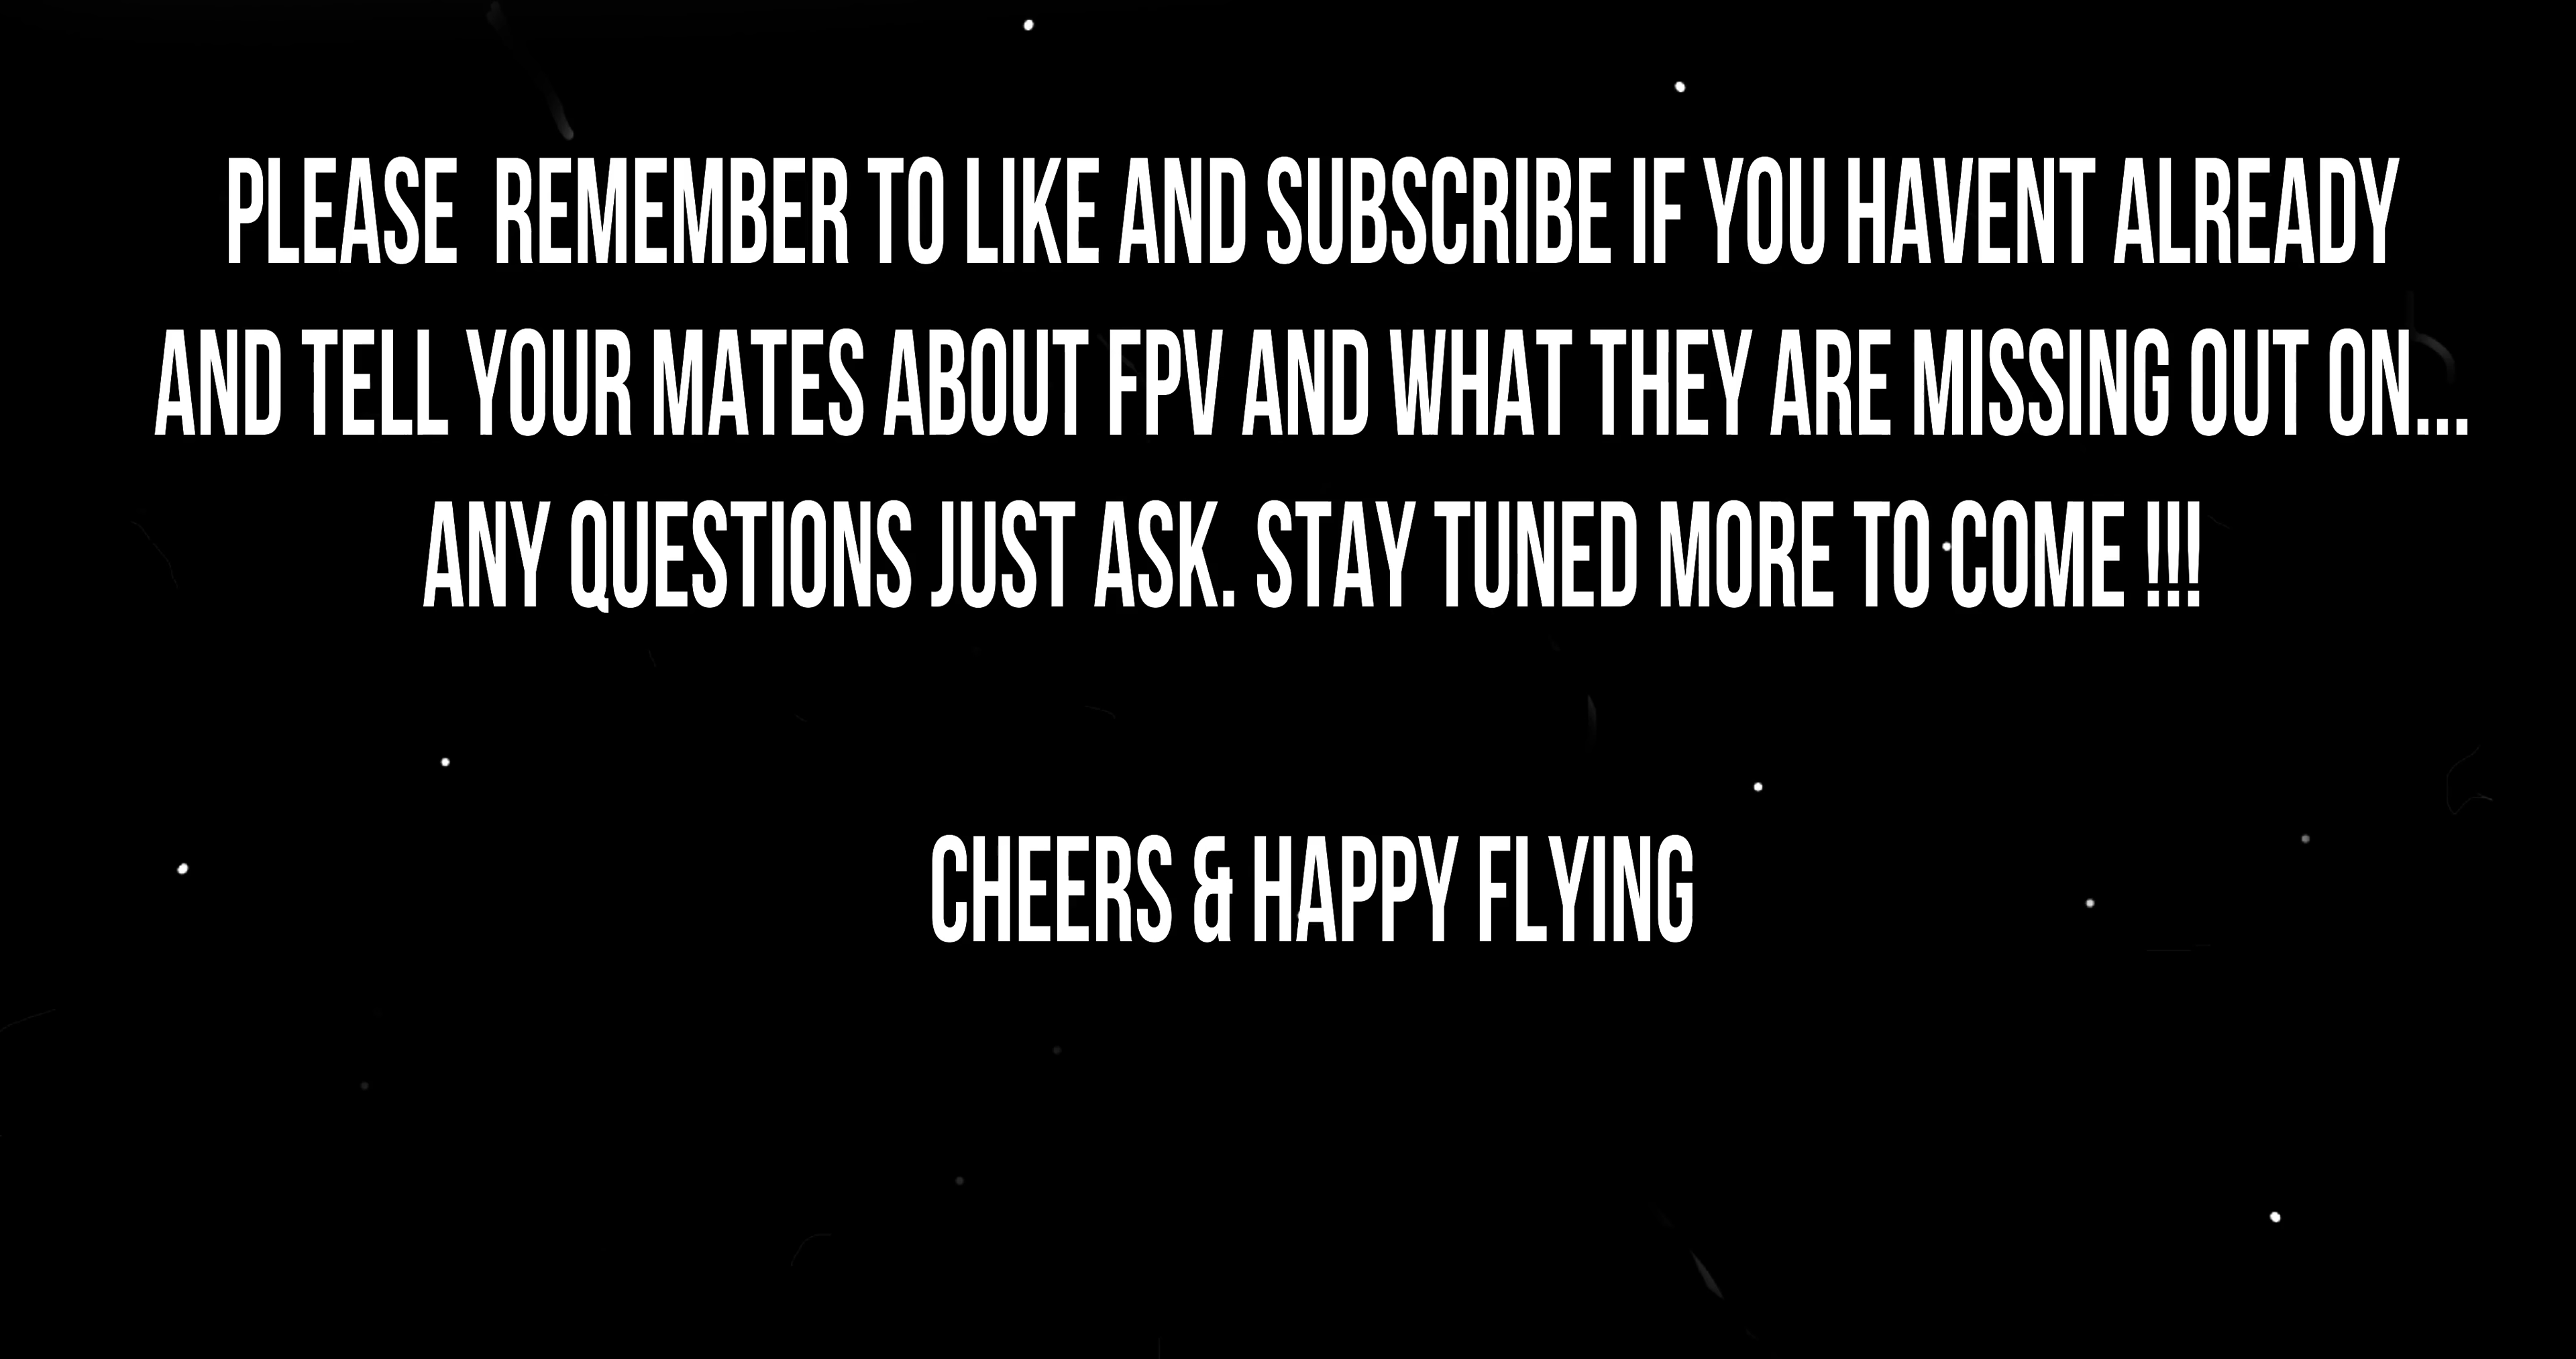 PLEASE  REMEMBER TO LIKE AND SUBSCRIBE IF YOU HAVENT ALREADY
AND TELL YOUR MATES ABOUT FPV AND WHAT THEY ARE MISSING OUT ON...
ANY QUESTIONS JUST ASK. STAY TUNED MORE TO COME !!!
CHEERS & HAPPY FLYING